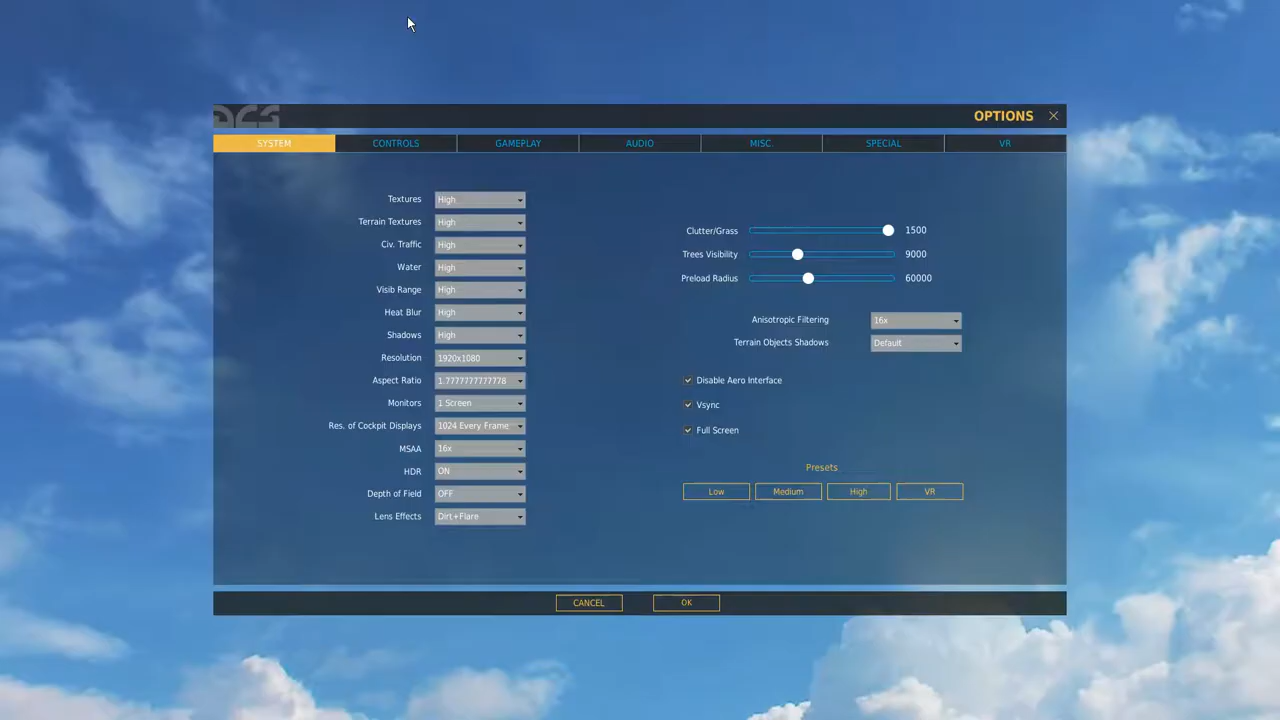 DCS
OPTIONS
SYSTEM CONTROLS GAMEPLAY AUDIO MISC. SPECIAL VR
Textures High
Terrain Textures High
Civ. Traffic High
Water High
Visib Range High
Heat Blur High
Shadows High
Resolution 1920x1080
Aspect Ratio 1.7777777777778
Monitors 1 Screen
Res. of Cockpit Displays 1024 Every Frame
MSAA 16x
HDR ON
Depth of Field OFF
Lens Effects Dirt+Flare
Clutter/Grass 1500
Trees Visibility 9000
Preload Radius 60000
Anisotropic Filtering 16x
Terrain Objects Shadows Default
Disable Aero Interface
Vsync
Full Screen
Presets
Low Medium High VR
CANCEL OK